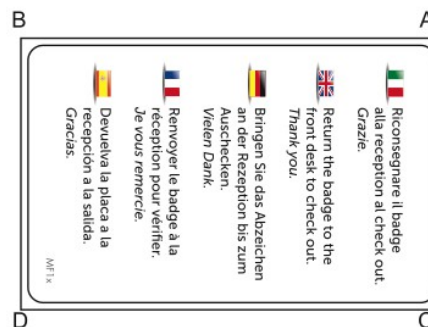 B
A
Riconsegnare il badge
alla reception al check out.
Grazie.
Return the badge to the
front desk to check out.
Thank you.
Bringen Sie das Abzeichen
an der Rezeption bis zum
Auschecken.
Vielen Dank.
Renvoyer le badge à la
réception pour vérifier.
Je vous remercie.
Devuelva la placa a la
recepción a la salida.
Gracias.
MF1x
D
C